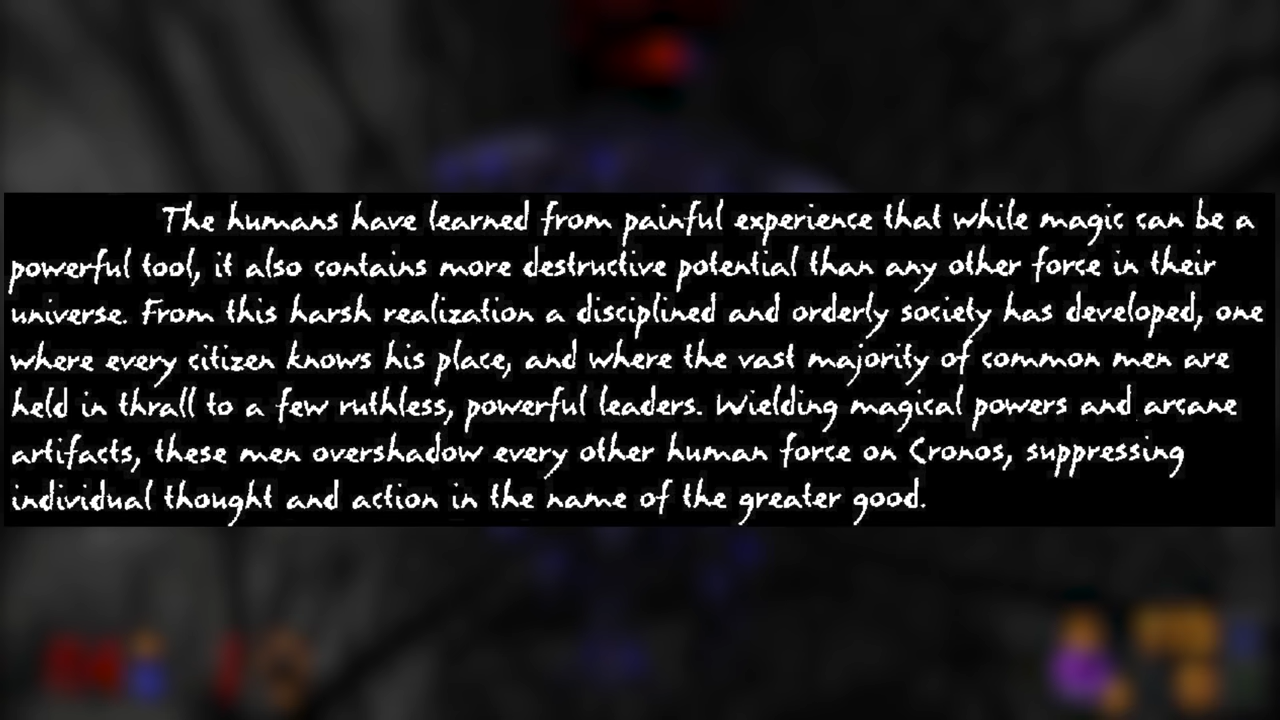 The humans have learned from painful experience that while magic can be a
powerful tool, it also contains more destructive potential than any other force in their
universe. From this harsh realization a disciplined and orderly society has developed, one
where every citizen knows his place, and where the vast majority of common men are
held in thrall to a few ruthless, powerful leaders. Wielding magical powers and arcane
artifacts, these men overshadow every other human force on Cronos, suppressing
individual thought and action in the name of the greater good.